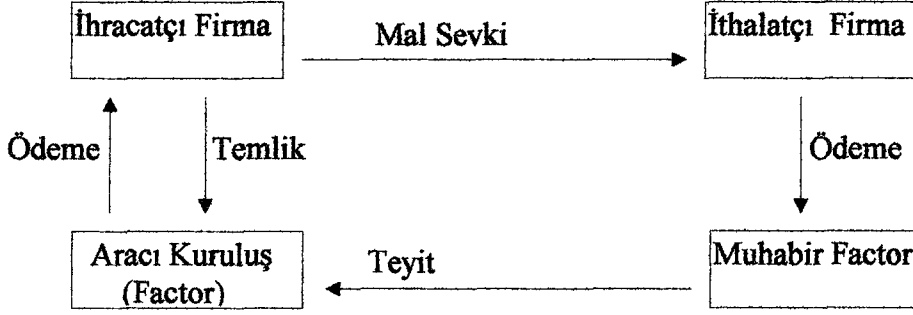 İhracatçı Firma
Mal Sevki
İthalatçı Firma
Ödeme
Temlik
Ödeme
Aracı Kuruluş
(Factor)
Teyit
Muhabir Factor